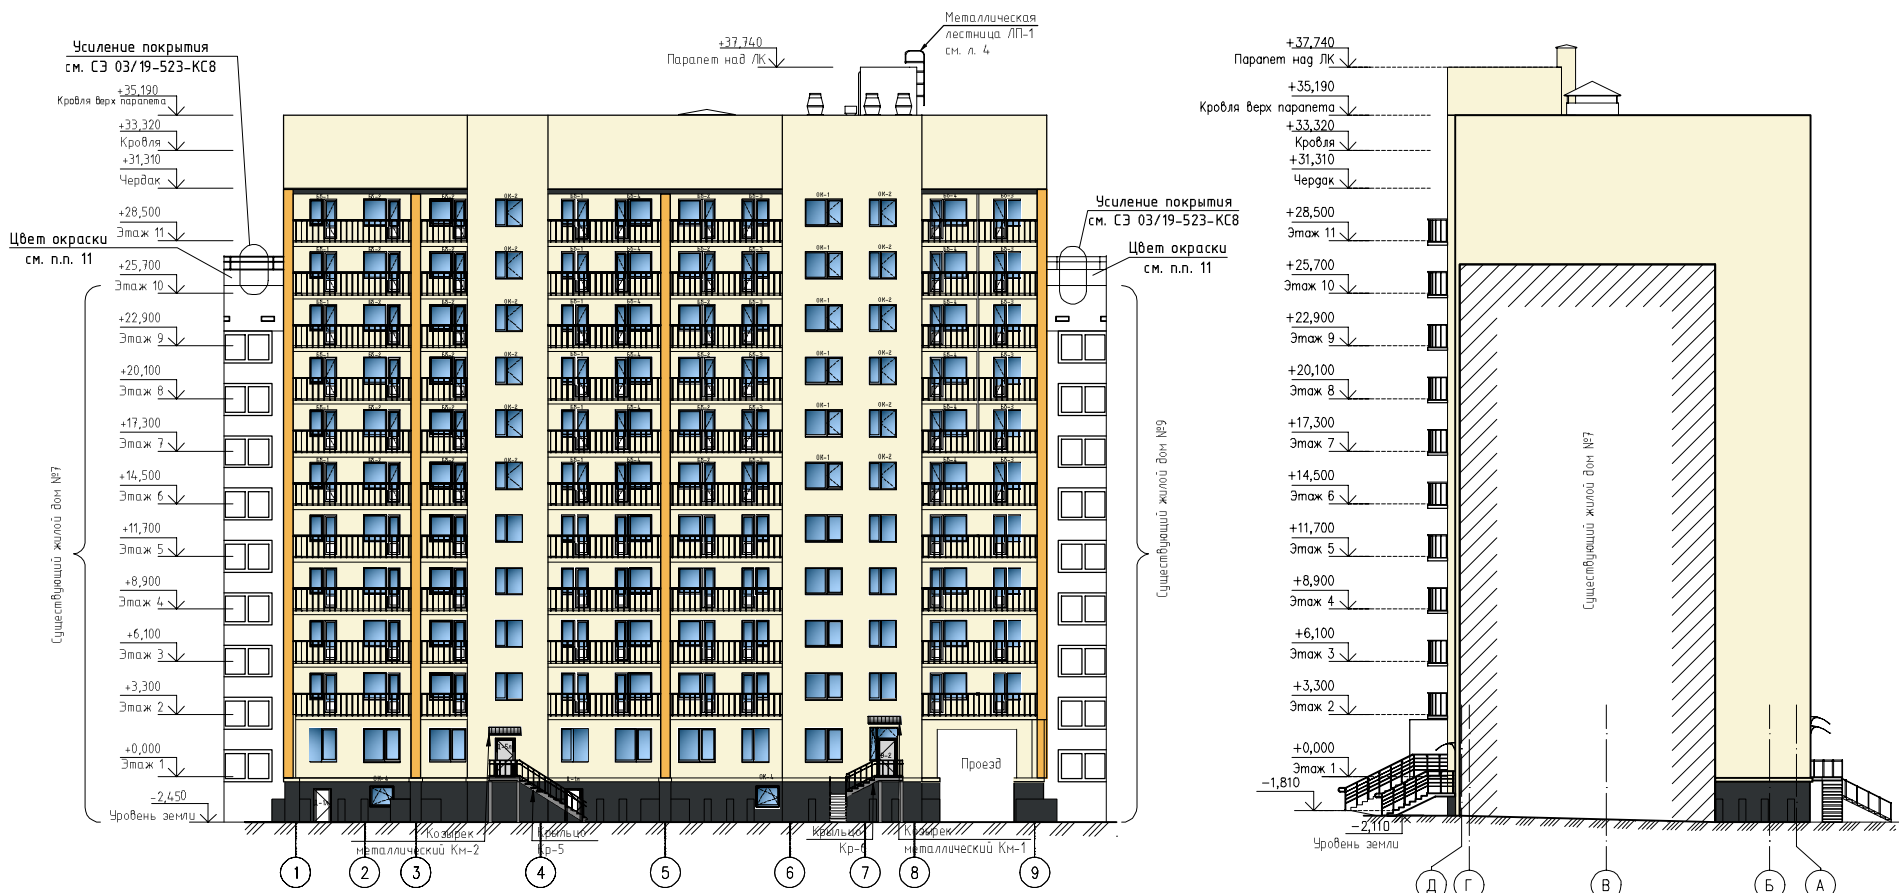 Усиление покрытия
см. СЭ 03/19-523-КС8
+35,190
Кровля верх парапета
+33,320
Кровля
+31,310
Чердак
+28,500
Этаж 11
Цвет окраски
см. п.п. 11
+25,700
Этаж 10
+22,900
Этаж 9
+20,100
Этаж 8
+17,300
Этаж 7
+14,500
Этаж 6
+11,700
Этаж 5
+8,900
Этаж 4
+6,100
Этаж 3
+3,300
Этаж 2
+0,000
Этаж 1
-2,450
Уровень земли
Существующий жилой дом №7
+37,740
Парапет над ЛК
Металлическая
лестница ЛП-1
см. л. 4
Усиление покрытия
см. СЭ 03/19-523-КС8
Цвет окраски
см. п.п. 11
Существующий жилой дом №9
Проезд
Козырек
металлический Км-2
Крыльцо
Кр-5
Крыльцо
Кр-6
Козырек
металлический Км-1
1 2 3 4 5 6 7 8 9
+37,740
Парапет над ЛК
+35,190
Кровля верх парапета
+33,320
Кровля
+31,310
Чердак
+28,500
Этаж 11
+25,700
Этаж 10
+22,900
Этаж 9
+20,100
Этаж 8
+17,300
Этаж 7
+14,500
Этаж 6
+11,700
Этаж 5
+8,900
Этаж 4
+6,100
Этаж 3
+3,300
Этаж 2
+0,000
Этаж 1
-1,810
-2,110
Уровень земли
Существующий жилой дом №7
Д Г В Б А